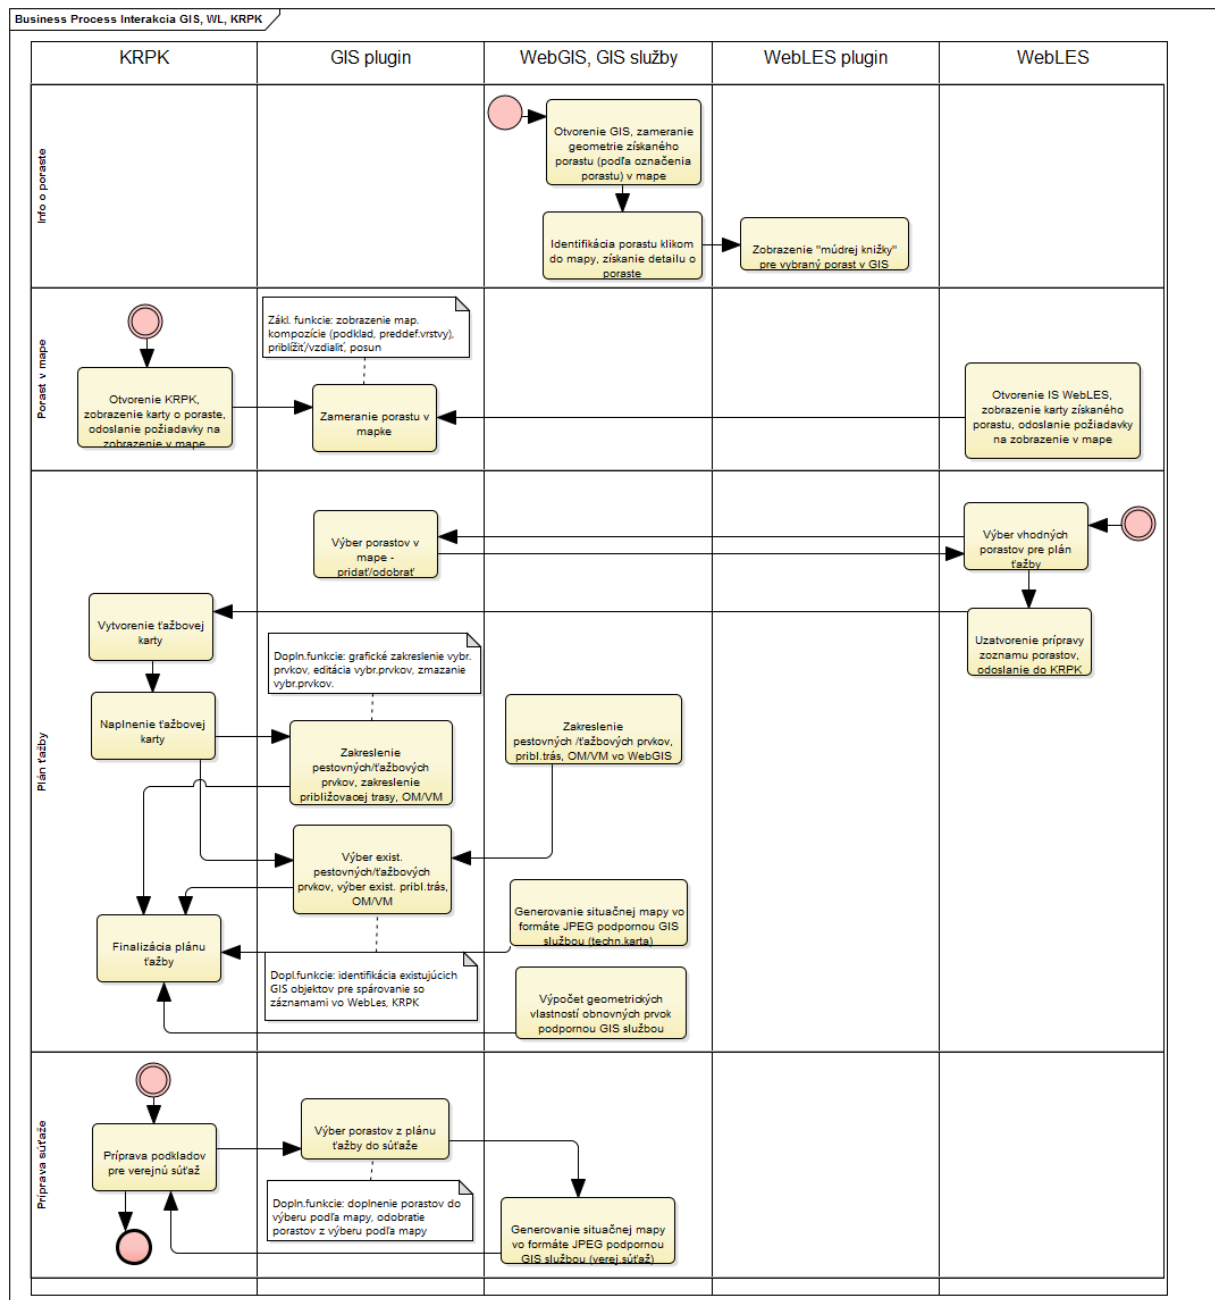 Business Process Interakcia GIS, WL, KRPK
KRPK
GIS plugin
WebGIS, GIS služby
WebLES plugin
WebLES
Info o poraste
Otvorenie GIS, zameranie
geometrie získaného
porastu (podľa označenia
porastu) v mape
Identifikácia porastu klikom
do mapy, získanie detailu o
poraste
Zobrazenie "múdrej knižky"
pre vybraný porast v GIS
Porast v mape
Zákl. funkcie: zobrazenie map.
kompozície (podklad, preddef.vrstvy),
priblížiť/vzdialiť, posun
Otvorenie KRPK,
zobrazenie karty o poraste,
odoslanie požiadavky na
zobrazenie v mape
Zameranie porastu v
mapke
Otvorenie IS WebLES,
zobrazenie karty získaného
porastu, odoslanie požiadavky
na zobrazenie v mape
Plán ťažby
Výber porastov v
mape -
pridať/odobrať
Výber vhodných
porastov pre plán
ťažby
Vytvorenie ťažbovej
karty
Uzatvorenie prípravy
zoznamu porastov,
odoslanie do KRPK
Dopln.funkcie: grafické zakreslenie vybr.
prvkov, editácia vybr.prvkov, zmazanie
vybr.prvkov.
Naplnenie ťažbovej
karty
Zakreslenie
pestovných/ťažbových
prvkov, zakreslenie
približovacej trasy, OM/VM
Zakreslenie
pestovných /ťažbových prvkov,
pribl.trás, OM/VM vo WebGIS
Výber exist.
pestovných/ťažbových
prvkov, výber exist. pribl.trás,
OM/VM
Generovanie situačnej mapy vo
formáte JPEG podpornou GIS
službou (techn.karta)
Finalizácia plánu
ťažby
Dopl.funkcie: identifikácia existujúcich
GIS objektov pre spárovanie so
záznamami vo WebLes, KRPK
Výpočet geometrických
vlastností obnovných prvok
podpornou GIS službou
Príprava súťaže
Príprava podkladov
pre verejnú súťaž
Výber porastov z plánu
ťažby do súťaže
Dopln.funkcie: doplnenie porastov do
výberu podľa mapy, odobratie
porastov z výberu podľa mapy
Generovanie situačnej mapy
vo formáte JPEG podpornou
GIS službou (verej.súťaž)